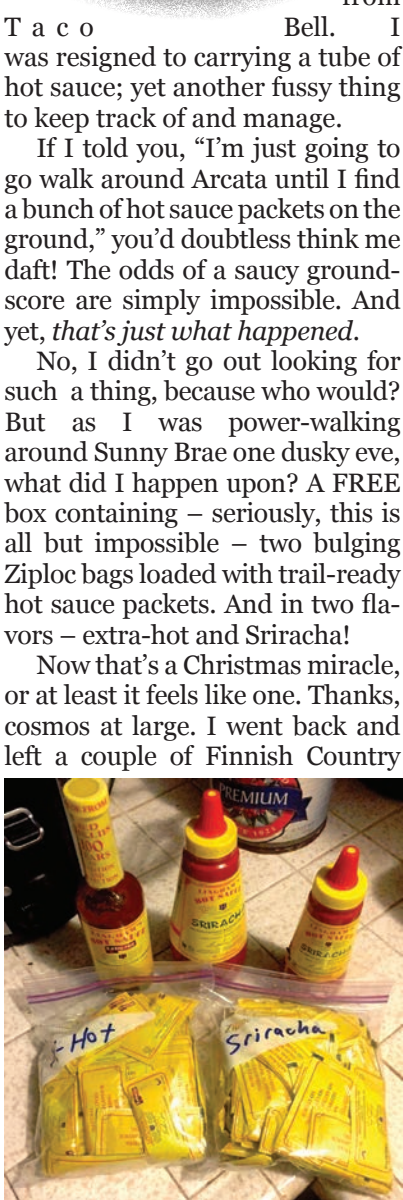 Taco Bell. I
was resigned to carrying a tube of
hot sauce; yet another fussy thing
to keep track of and manage.
If I told you, “I’m just going to
go walk around Arcata until I find
a bunch of hot sauce packets on the
ground,” you’d doubtless think me
daft! The odds of a saucy ground-
score are simply impossible. And
yet, that’s just what happened.
No, I didn’t go out looking for
such a thing, because who would?
But as I was power-walking
around Sunny Brae one dusky eve,
what did I happen upon? A FREE
box containing – seriously, this is
all but impossible – two bulging
Ziploc bags loaded with trail-ready
hot sauce packets. And in two fla-
vors – extra-hot and Sriracha!
Now that’s a Christmas miracle,
or at least it feels like one. Thanks,
cosmos at large. I went back and
left a couple of Finnish Country
PREMIUM
SRIRACHA
HOT SAUCE
SRIRACHA
-Hot
Sriracha